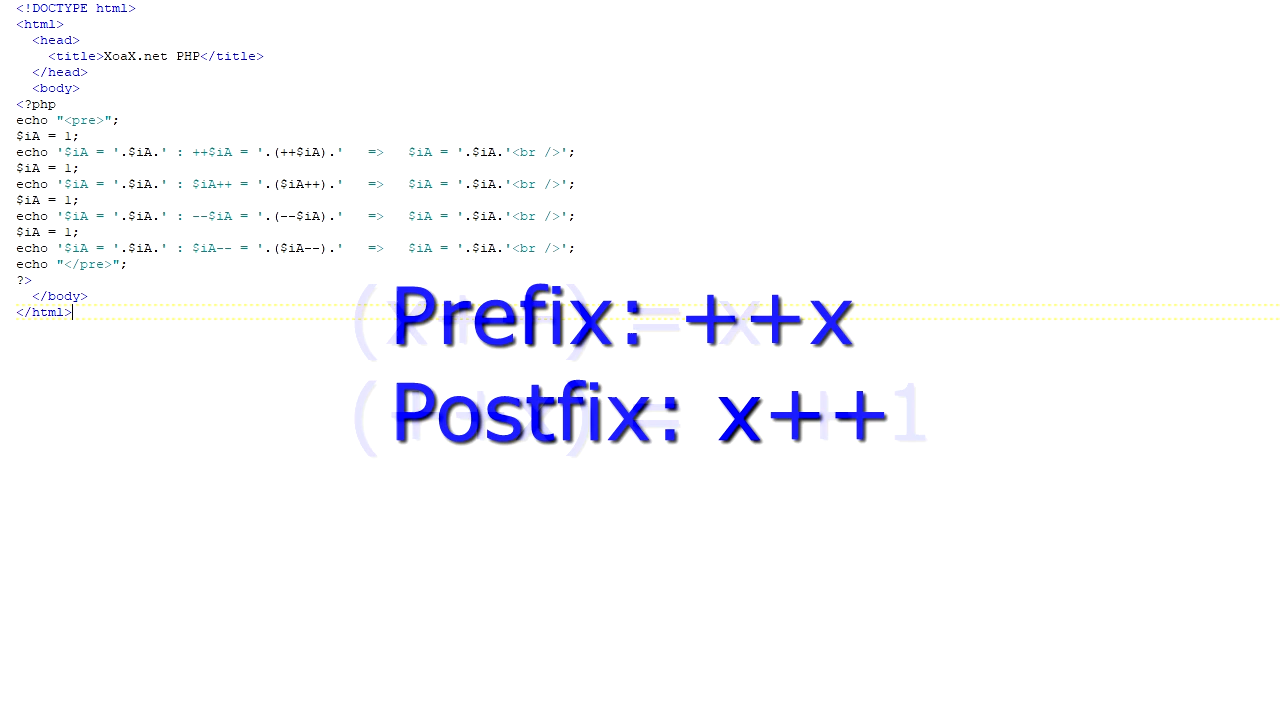 <!DOCTYPE html>
<html>
  <head>
    <title>XoaX.net PHP</title>
  </head>
  <body>
<?php
echo "<pre>";
$iA = 1;
echo '$iA = '.$iA.' : ++$iA = '.(++$iA).'   =>   $iA = '.$iA.'<br />';
$iA = 1;
echo '$iA = '.$iA.' : $iA++ = '.($iA++).'   =>   $iA = '.$iA.'<br />';
$iA = 1;
echo '$iA = '.$iA.' : --$iA = '.(--$iA).'   =>   $iA = '.$iA.'<br />';
$iA = 1;
echo '$iA = '.$iA.' : $iA-- = '.($iA--).'   =>   $iA = '.$iA.'<br />';
echo "</pre>";
?>
  </body>
</html>
Prefix: ++x
Postfix: x++